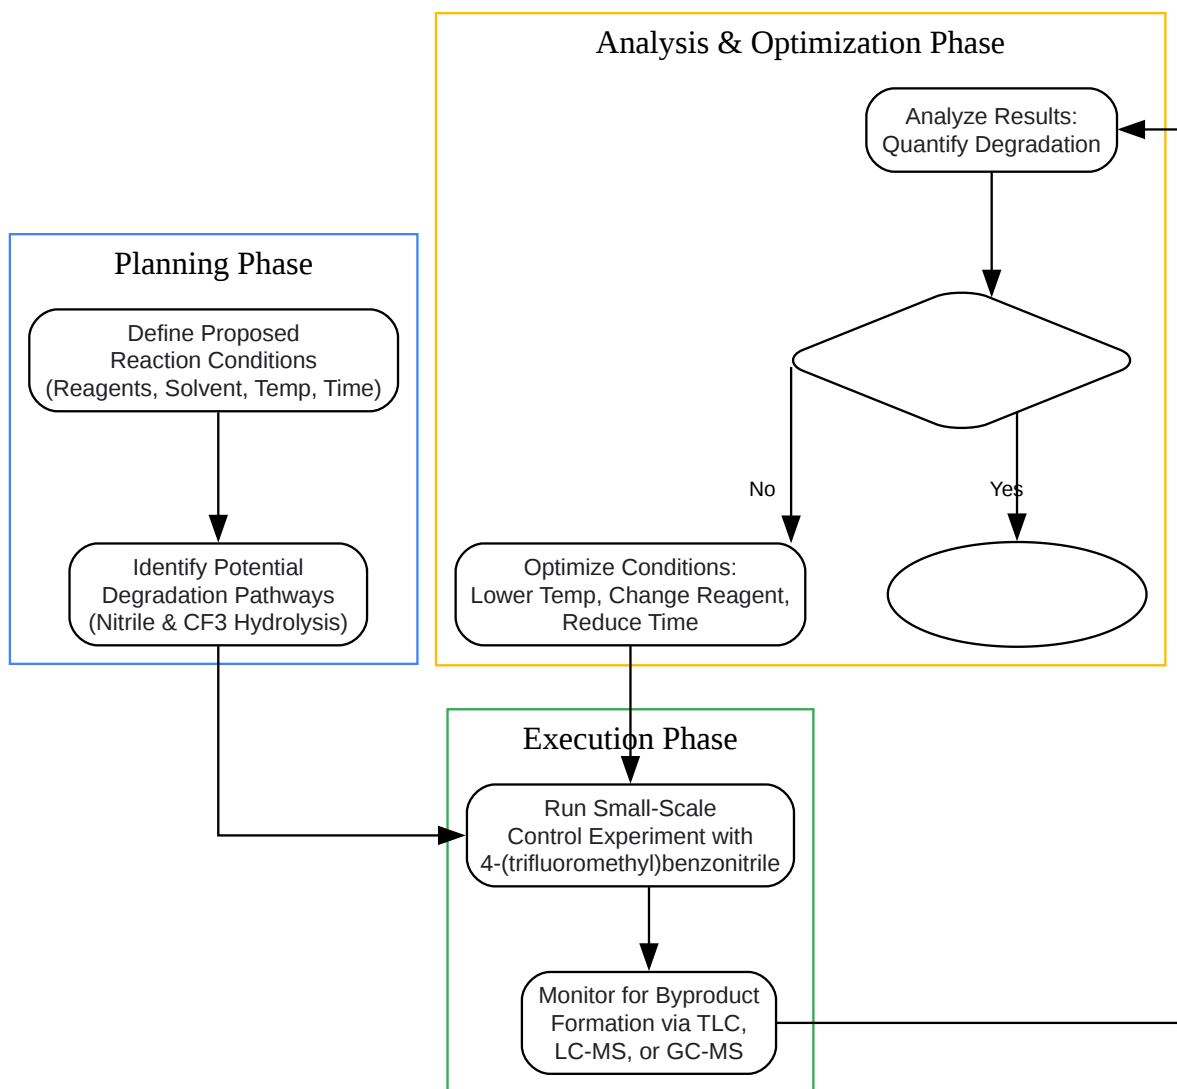 Analysis & Optimization Phase
Analyze Results:
Quantify Degradation
Planning Phase
Define Proposed
Reaction Conditions
(Reagents, Solvent, Temp, Time)
No
Yes
Identify Potential
Degradation Pathways
(Nitrile & CF3 Hydrolysis)
Optimize Conditions:
Lower Temp, Change Reagent,
Reduce Time
Execution Phase
Run Small-Scale
Control Experiment with
4-(trifluoromethyl)benzonitrile
Monitor for Byproduct
Formation via TLC,
LC-MS, or GC-MS